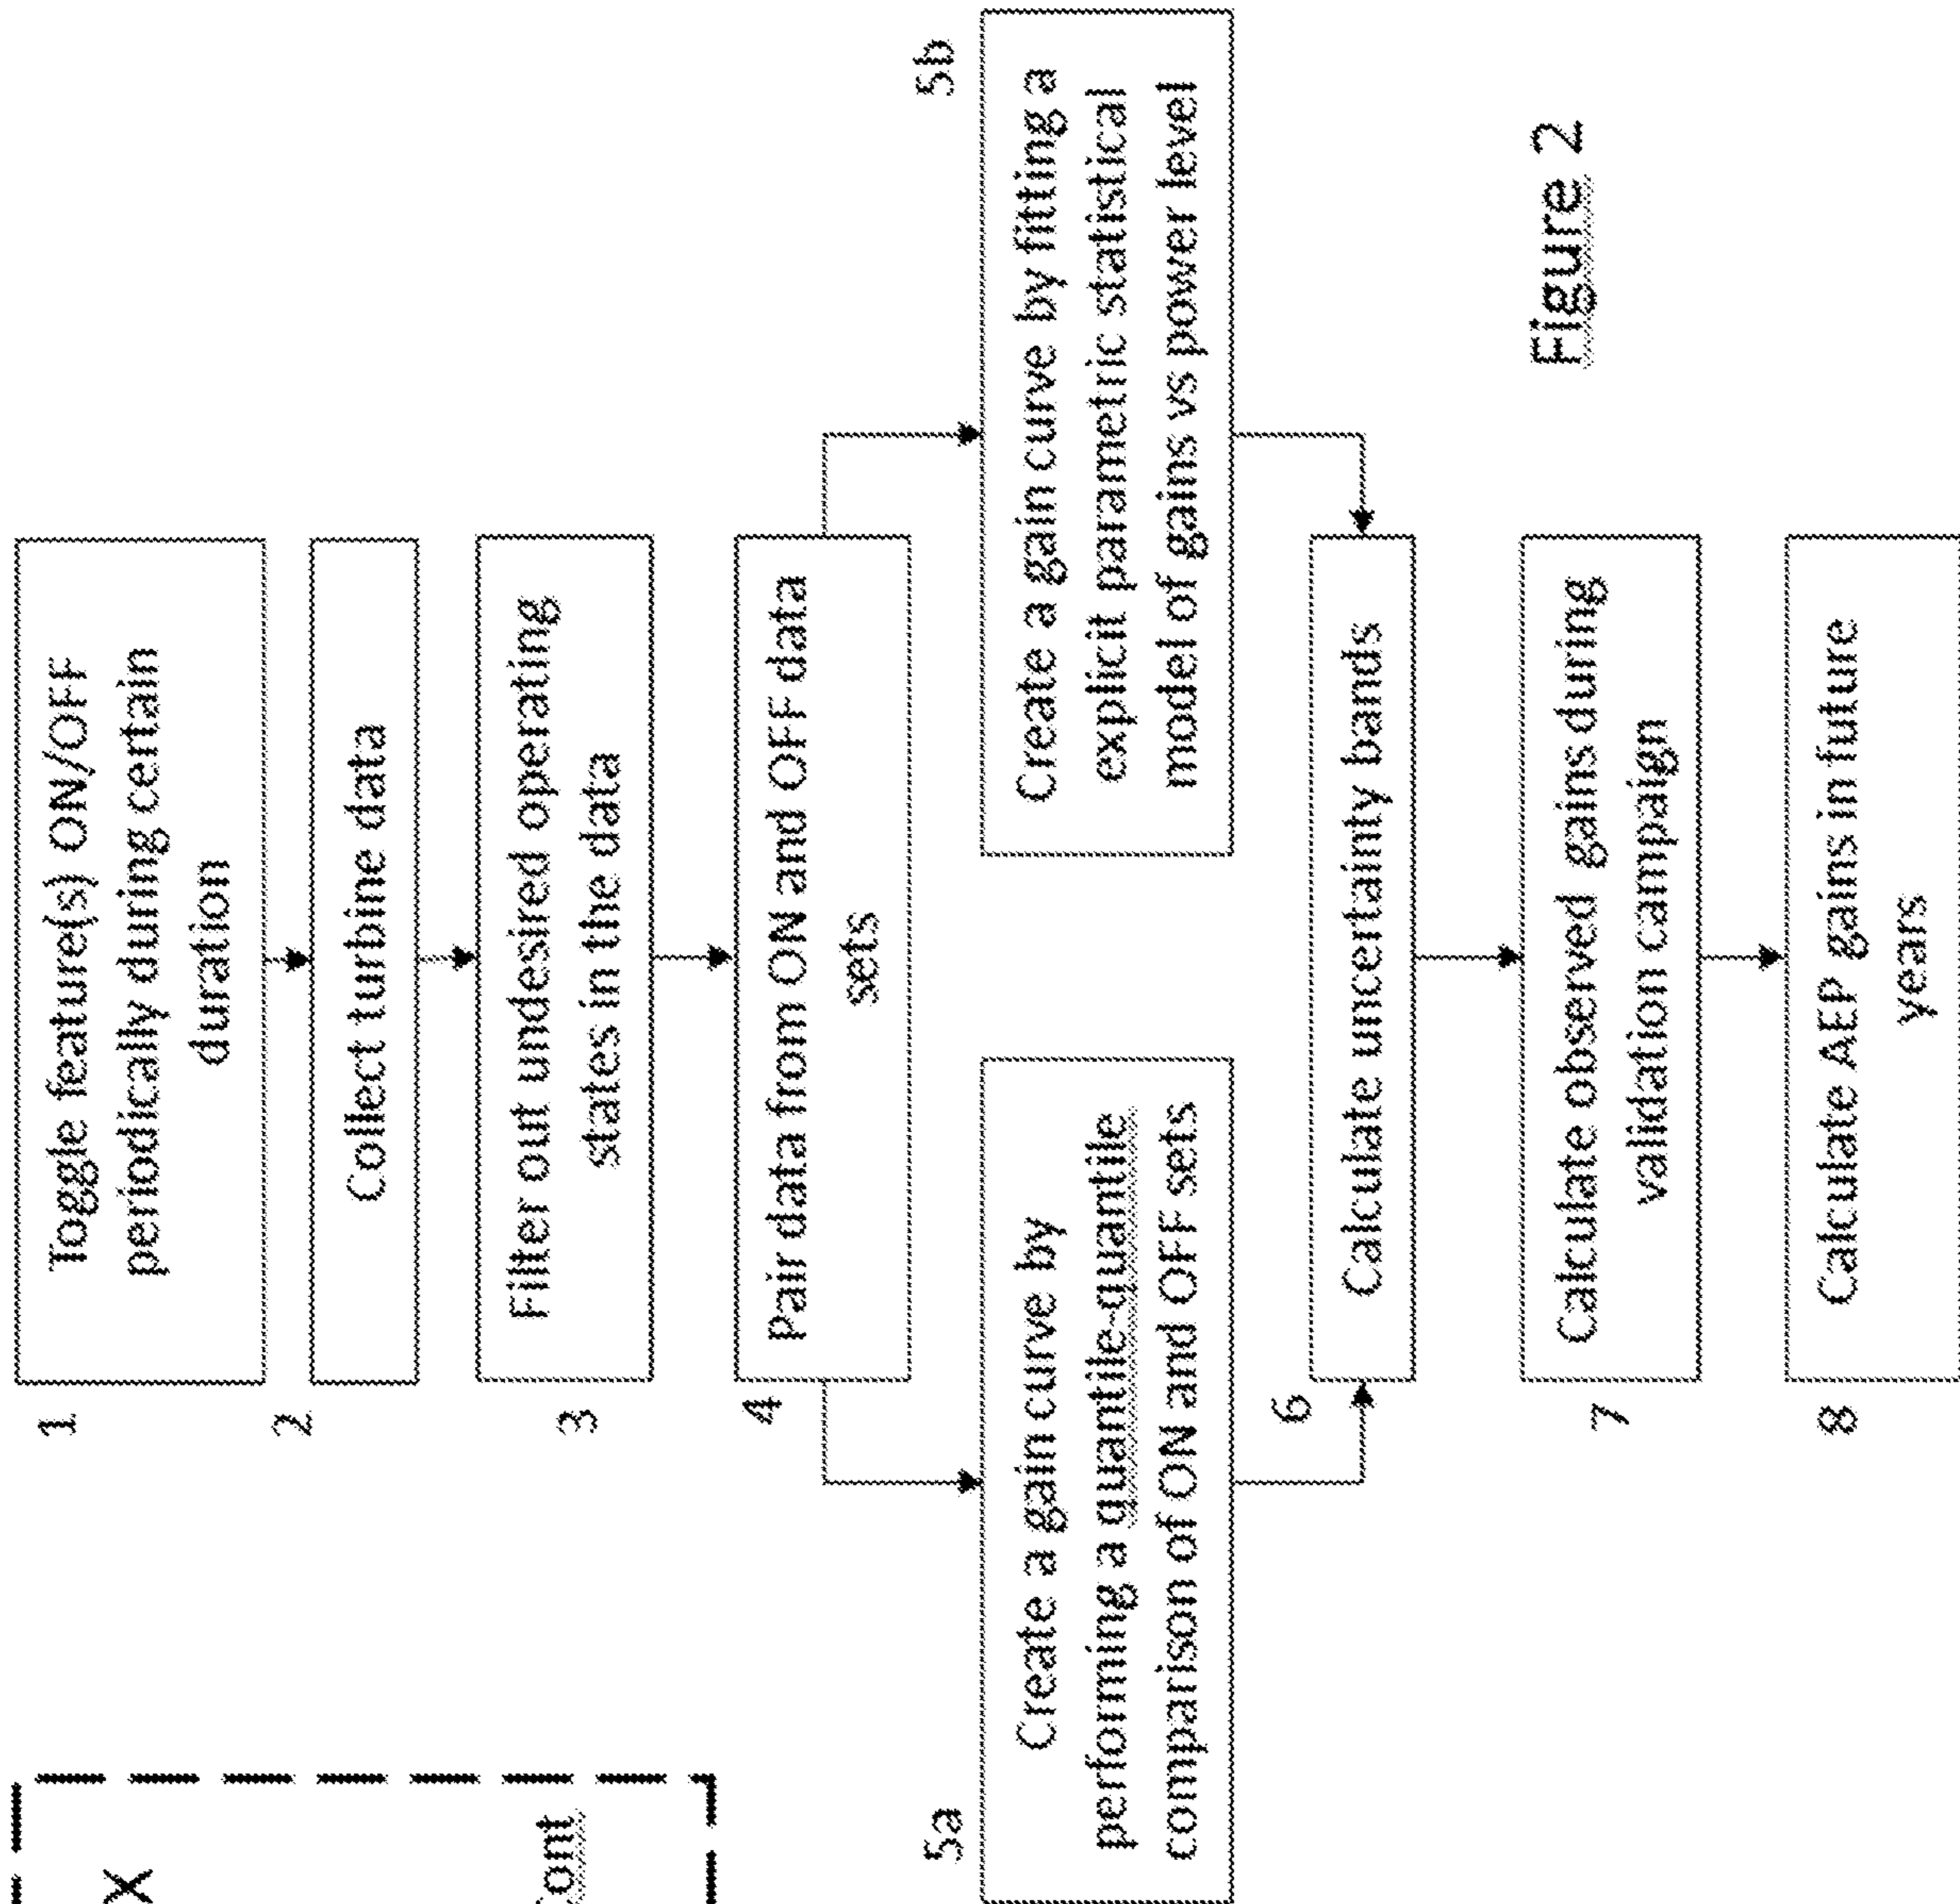 1
Toggle feature(s) ON/OFF
periodically during certain
duration
2
Collect turbine data
3
Filter out undesired operating
states in the data
4
Pair data from ON and OFF data
sets
5a
Create a gain curve by
performing a quantile-quantile
comparison of ON and OFF sets
5b
Create a gain curve by fitting a
explicit parametric statistical
model of gains vs power level
6
Calculate uncertainty bands
7
Calculate observed gains during
validation campaign
8
Calculate AEP gains in future
years
Figure 2
X